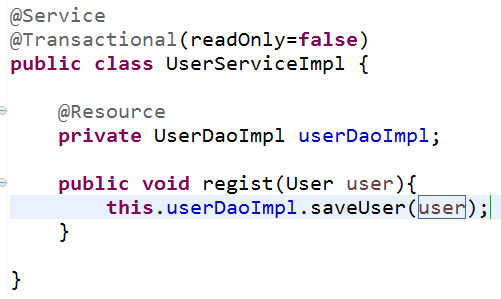 @Service
@Transactional(readOnly=false)
public class UserServiceImpl {
@Resource
private UserDaoImpl userDaoImpl;
public void regist(User user){
this.userDaoImpl.saveUser(user);
}
}